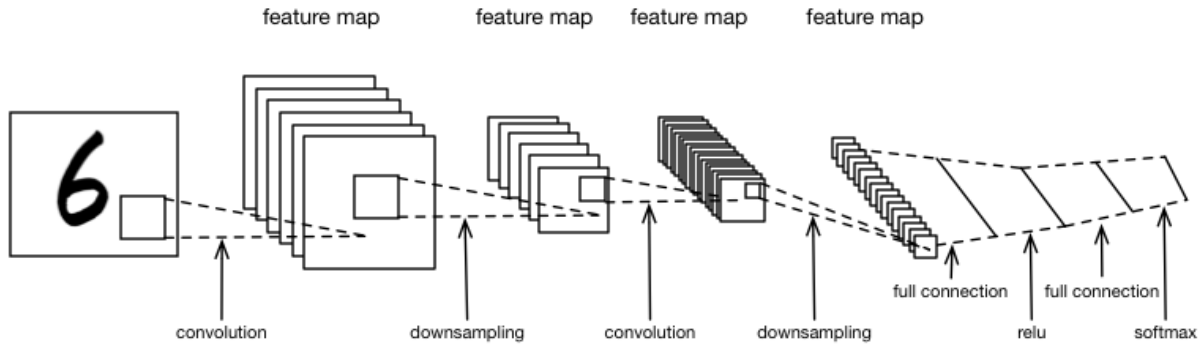 feature map
feature map
feature map
feature map
6
convolution
downsampling
convolution
downsampling
full connection
relu
full connection
softmax